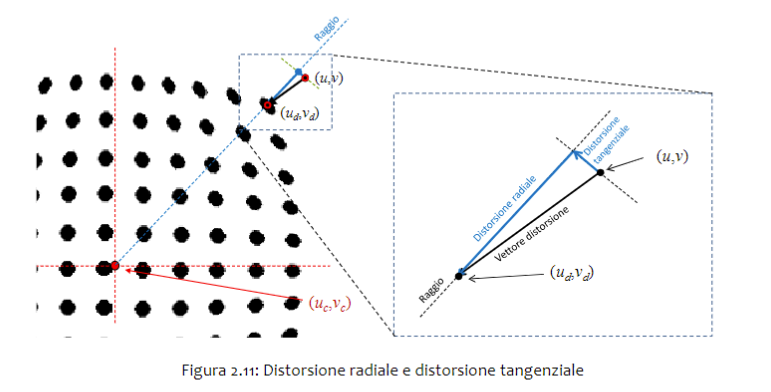 Raggio
(u,v)
(u_d,v_d)
(u_c,v_c)
Distorsione
tangenziale
(u,v)
Distorsione radiale
Vettore distorsione
(u_d,v_d)
Raggio
Figura 2.11: Distorsione radiale e distorsione tangenziale